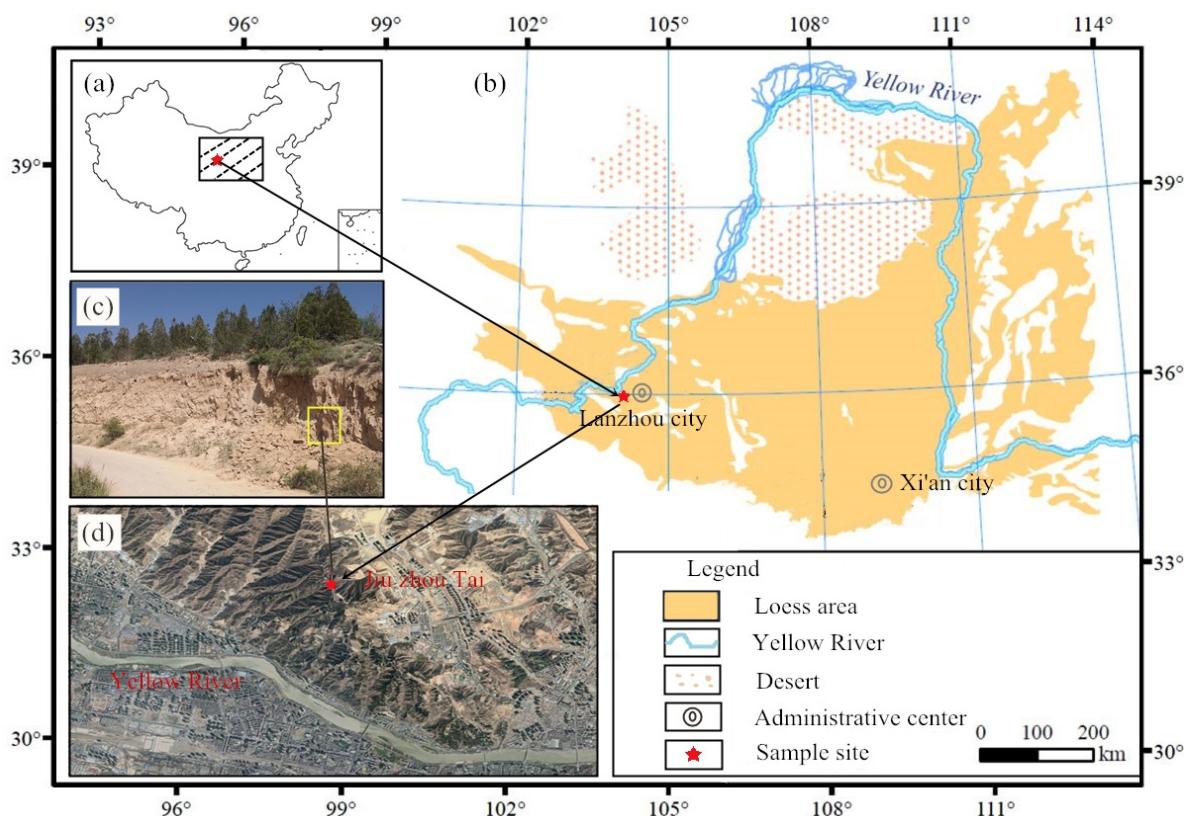 93° 96° 99° 102° 105° 108° 111° 114°
(a)
(b)
Yellow River
39°
39°
(c)
36°
36°
Lanzhou city
Xi'an city
(d)
33°
33°
Jiu zhou Tai
Legend
Loess area
Yellow River
Yellow River
Desert
Administrative center
0 100 200
km
Sample site
30°
30°
96° 99° 102° 105° 108° 111°